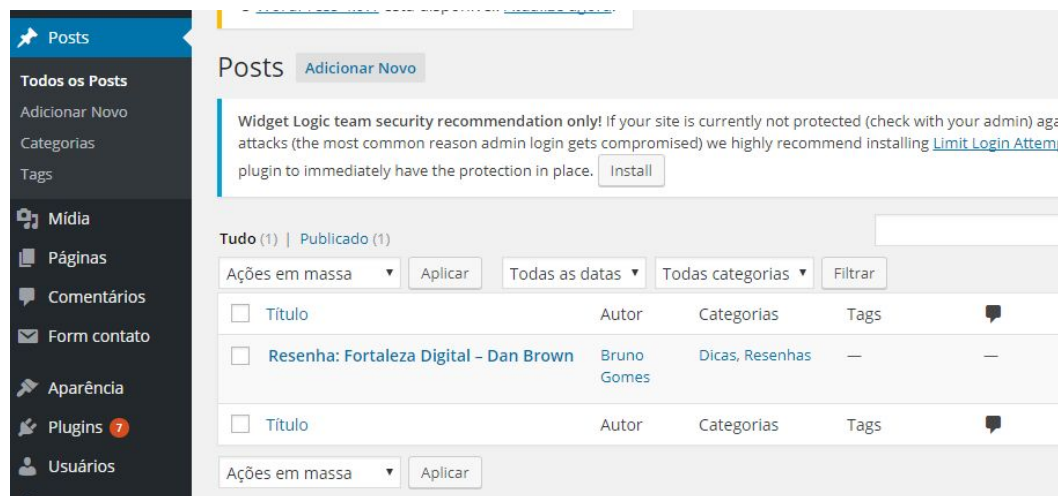 Posts
Todos os Posts
Adicionar Novo
Categorias
Tags
Mídia
Páginas
Comentários
Form contato
Aparência
Plugins 7
Usuários
Posts Adicionar Novo
Widget Logic team security recommendation only! If your site is currently not protected (check with your admin)
attacks (the most common reason admin login gets compromised) we highly recommend installing Limit Login
plugin to immediately have the protection in place. Install
Tudo (1) | Publicado (1)
Ações em massa Aplicar Todas as datas Todas categorias Filtrar
Título Autor Categorias Tags
Resenha: Fortaleza Digital – Dan Brown Bruno Dicas, Resenhas — —
Gomes
Título Autor Categorias Tags
Ações em massa Aplicar